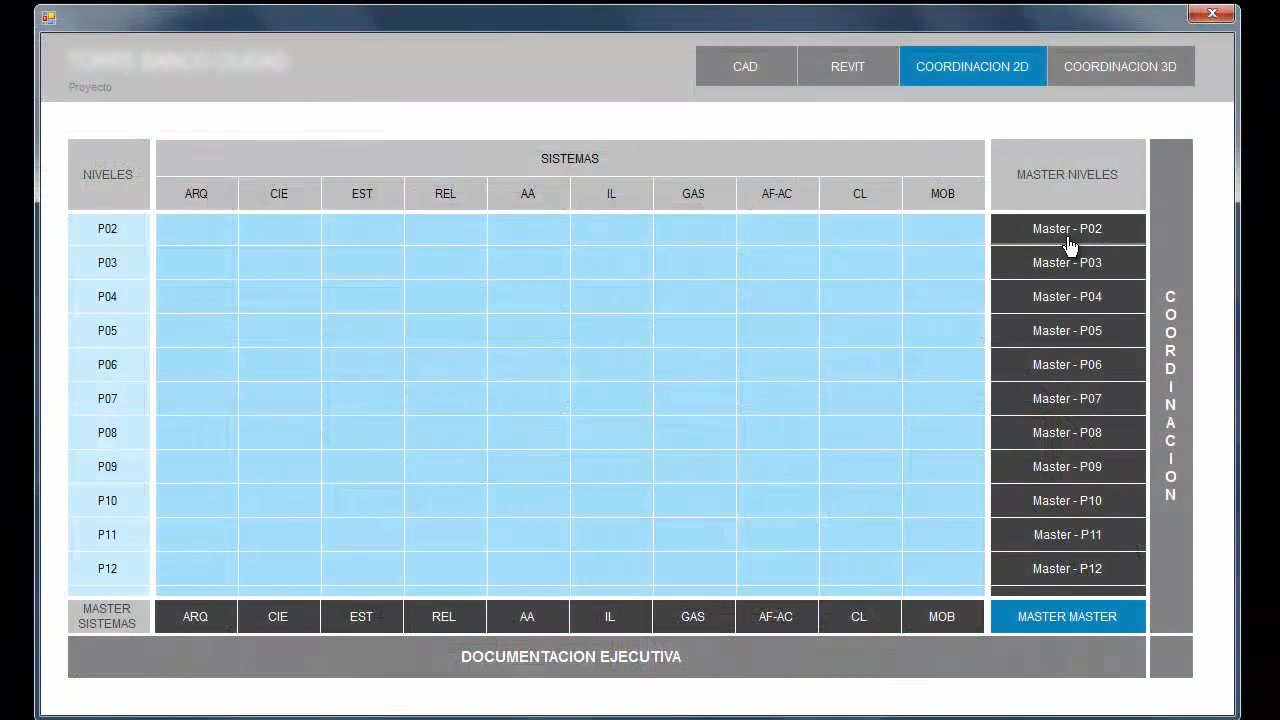 Proyecto
CAD REVIT COORDINACION 2D COORDINACION 3D
NIVELES SISTEMAS MASTER NIVELES
ARQ CIE EST REL AA IL GAS AF-AC CL MOB
P02 Master - P02
P03 Master - P03
P04 Master - P04
P05 Master - P05
P06 Master - P06
P07 Master - P07
P08 Master - P08
P09 Master - P09
P10 Master - P10
P11 Master - P11
P12 Master - P12
MASTER
SISTEMAS
ARQ CIE EST REL AA IL GAS AF-AC CL MOB MASTER MASTER
DOCUMENTACION EJECUTIVA
COORDINACION